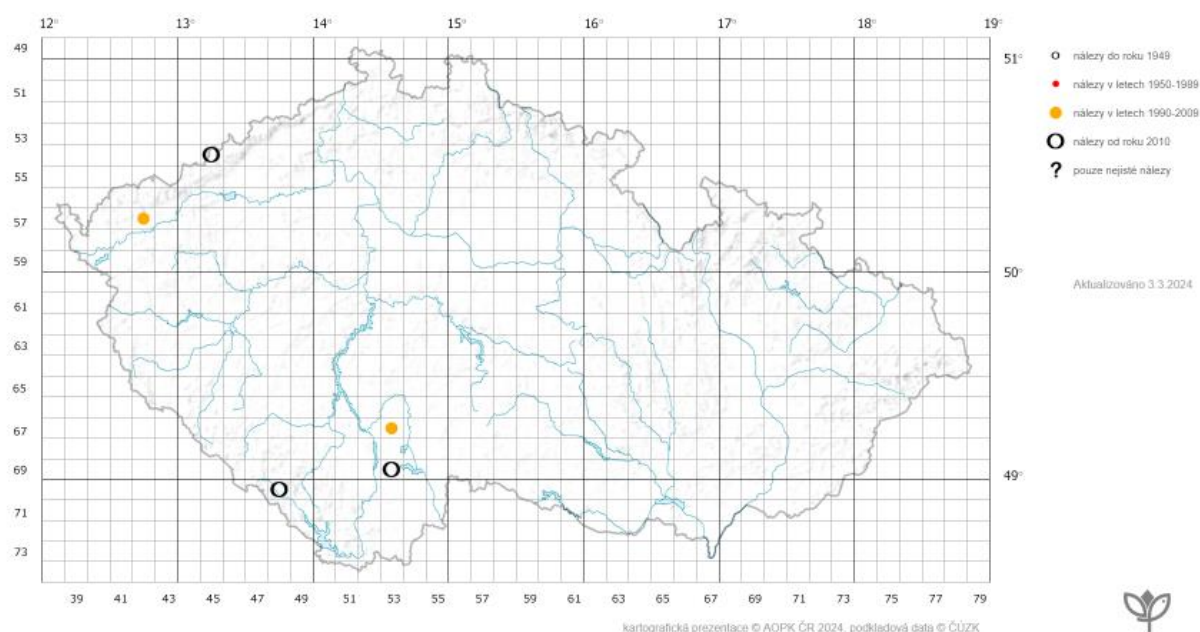 12° 13° 14° 15° 16° 17° 18° 19°
49
51° nálezy do roku 1949
51
nálezy v letech 1950-1989
nálezy v letech 1990-2009
53
nálezy od roku 2010
55
? pouze nejisté nálezy
57
59
50°
Aktualizováno 3.3.2024
61
63
65
67
69
49°
71
73
39 41 43 45 47 49 51 53 55 57 59 61 63 65 67 69 71 73 75 77 79
kartografická prezentace © AOPK ČR 2024, podkladová data © ČÚZK